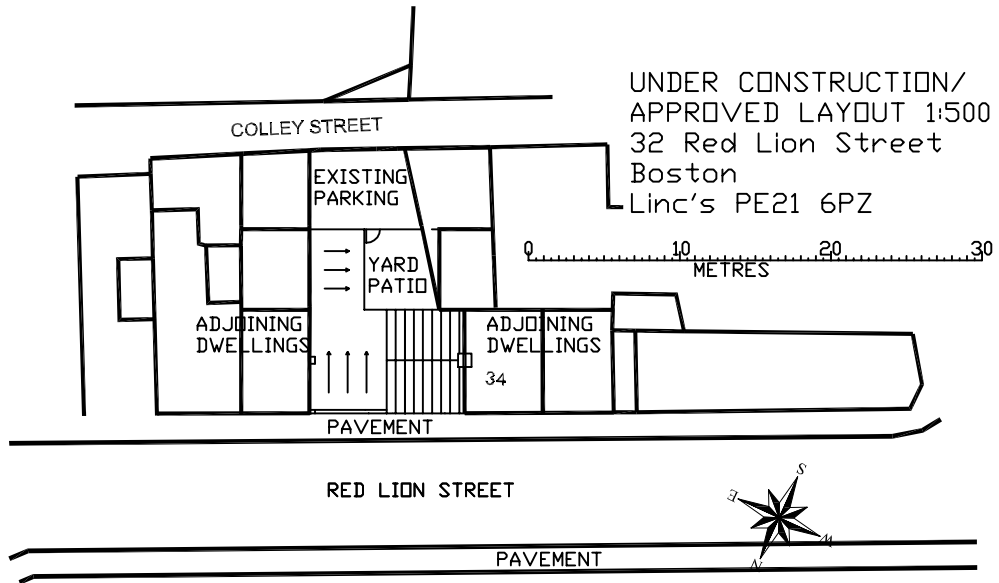 UNDER CONSTRUCTION/
APPROVED LAYOUT 1:500
32 Red Lion Street
Boston
Linc's PE21 6PZ
COLLEY STREET
EXISTING
PARKING
0 10 20 30
METRES
YARD
PATIO
ADJOINING
DWELLINGS
ADJOINING
DWELLINGS
34
PAVEMENT
RED LION STREET
S
E
W
N
PAVEMENT